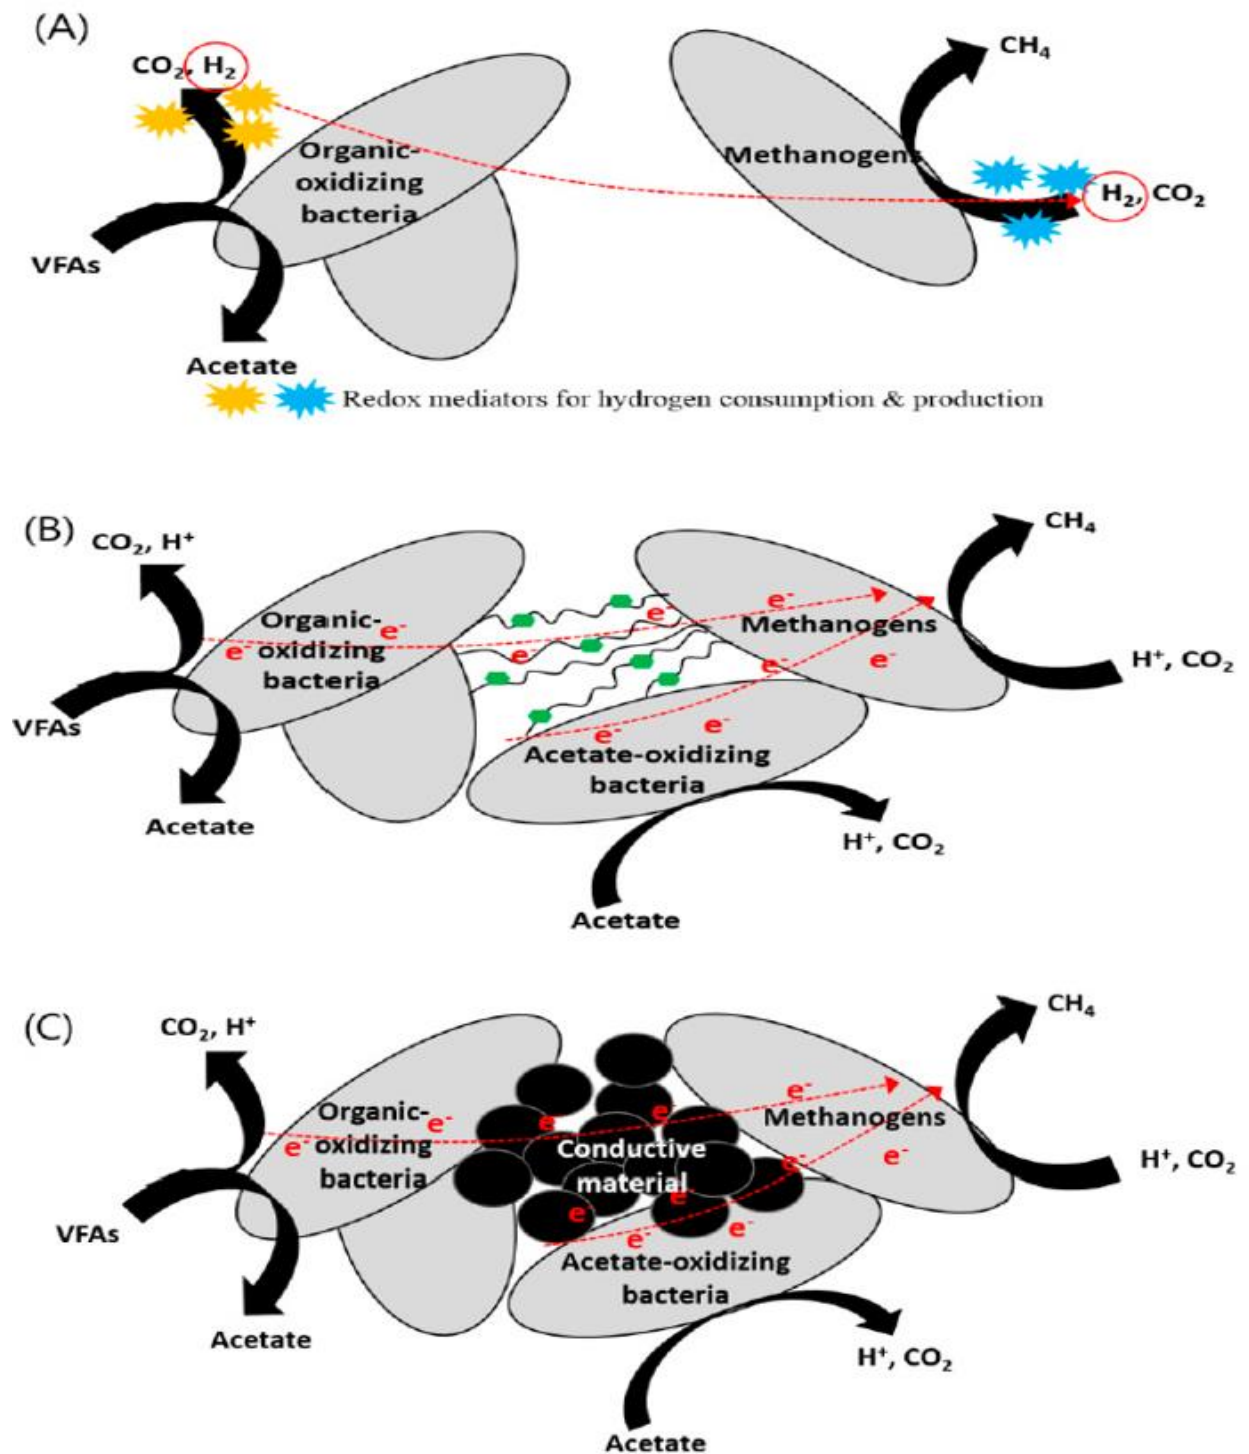 (A)
CO₂, H₂
CH₄
Organic-
oxidizing
bacteria
Methanogens
H₂, CO₂
VFAs
Acetate
Redox mediators for hydrogen consumption & production
(B)
CO₂, H⁺
CH₄
Organic-
oxidizing
bacteria
e⁻
e⁻
e⁻
e⁻
e⁻
Methanogens
e⁻
e⁻
H⁺, CO₂
VFAs
e⁻
e⁻
Acetate-oxidizing
bacteria
Acetate
H⁺, CO₂
Acetate
(C)
CO₂, H⁺
CH₄
Organic-
oxidizing
bacteria
e⁻
e⁻
e
e⁻
e⁻
Methanogens
Conductive
material
e⁻
e⁻
H⁺, CO₂
e⁻
e⁻
VFAs
e⁻
e⁻
Acetate-oxidizing
bacteria
Acetate
H⁺, CO₂
Acetate